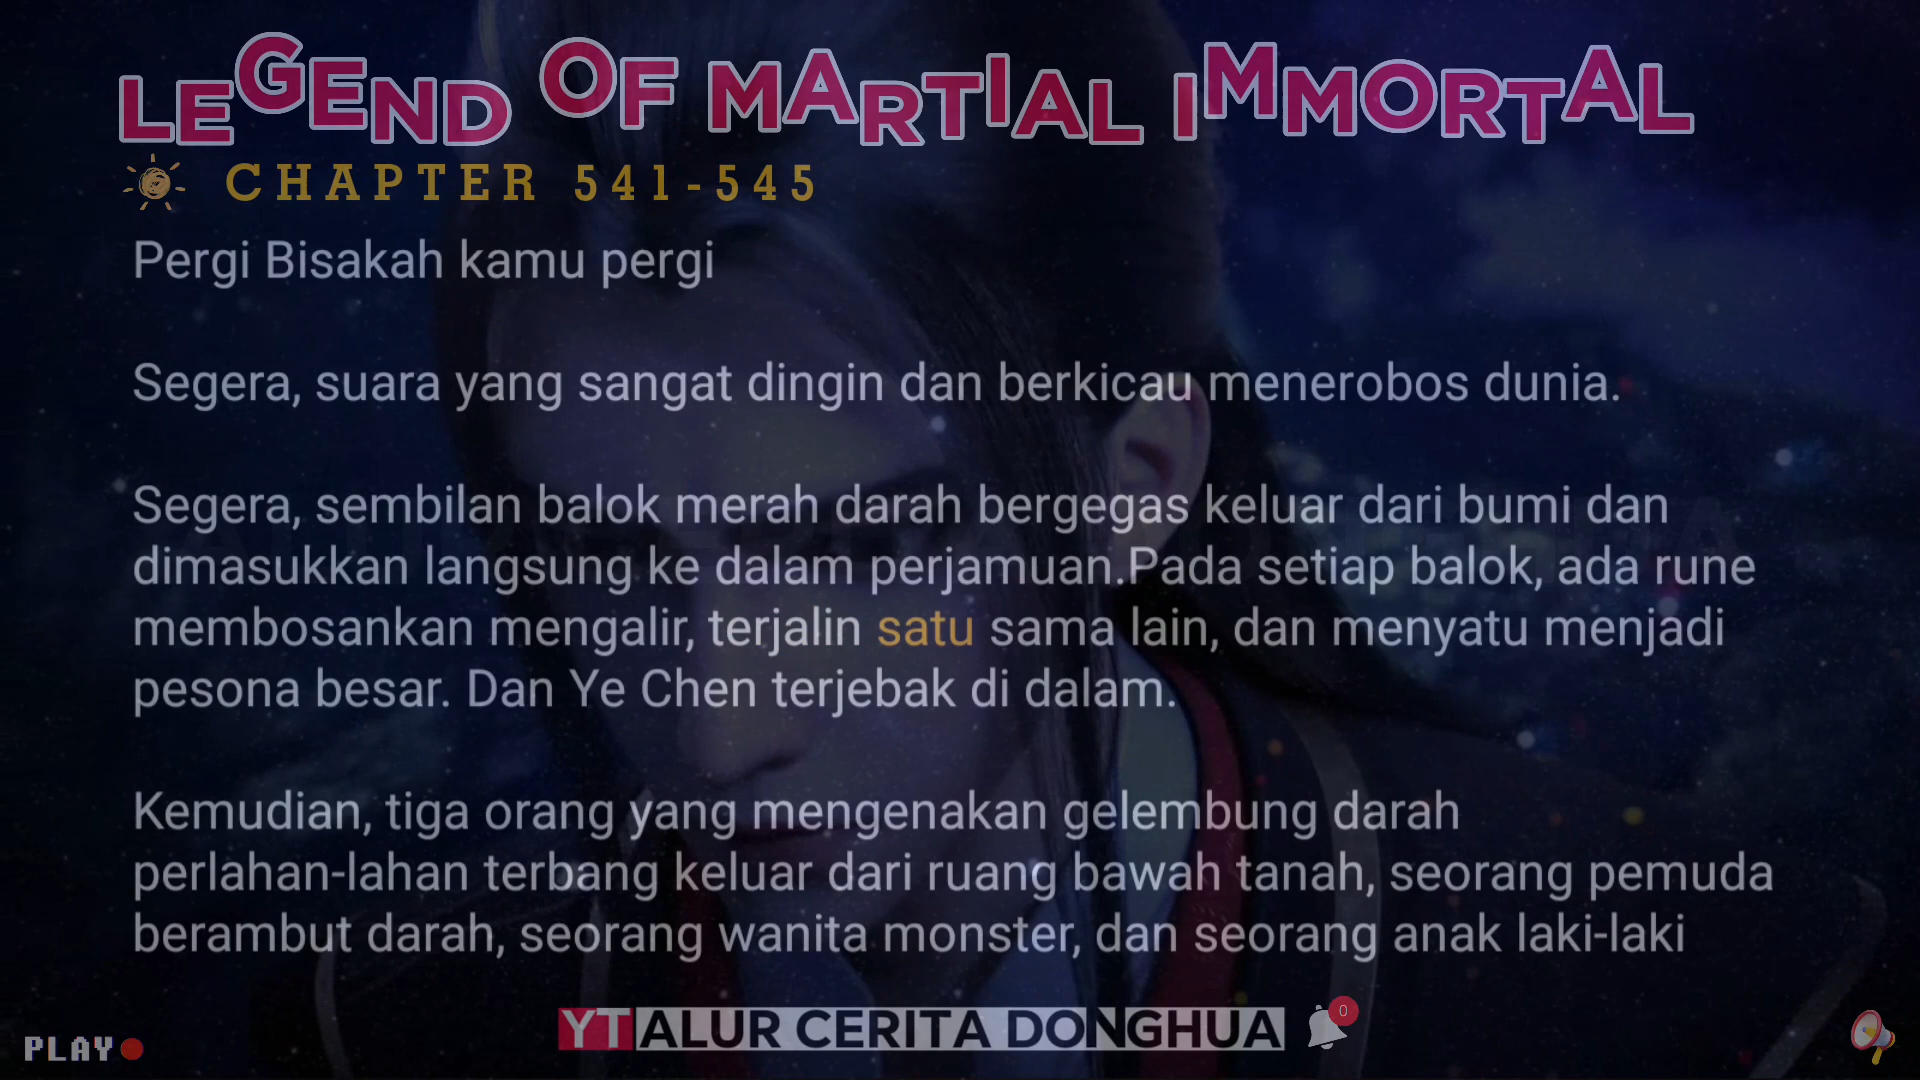 LEGEND OF MARTIAL IMMORTAL
CHAPTER 541-545
Pergi Bisakah kamu pergi
Segera, suara yang sangat dingin dan berkicau menerobos dunia.
Segera, sembilan balok merah darah bergegas keluar dari bumi dan
dimasukkan langsung ke dalam perjamuan.Pada setiap balok, ada rune
membosankan mengalir, terjalin satu sama lain, dan menyatu menjadi
pesona besar. Dan Ye Chen terjebak di dalam.
Kemudian, tiga orang yang mengenakan gelembung darah
perlahan-lahan terbang keluar dari ruang bawah tanah, seorang pemuda
berambut darah, seorang wanita monster, dan seorang anak laki-laki
YT ALUR CERITA DONGHUA
0
PLAY